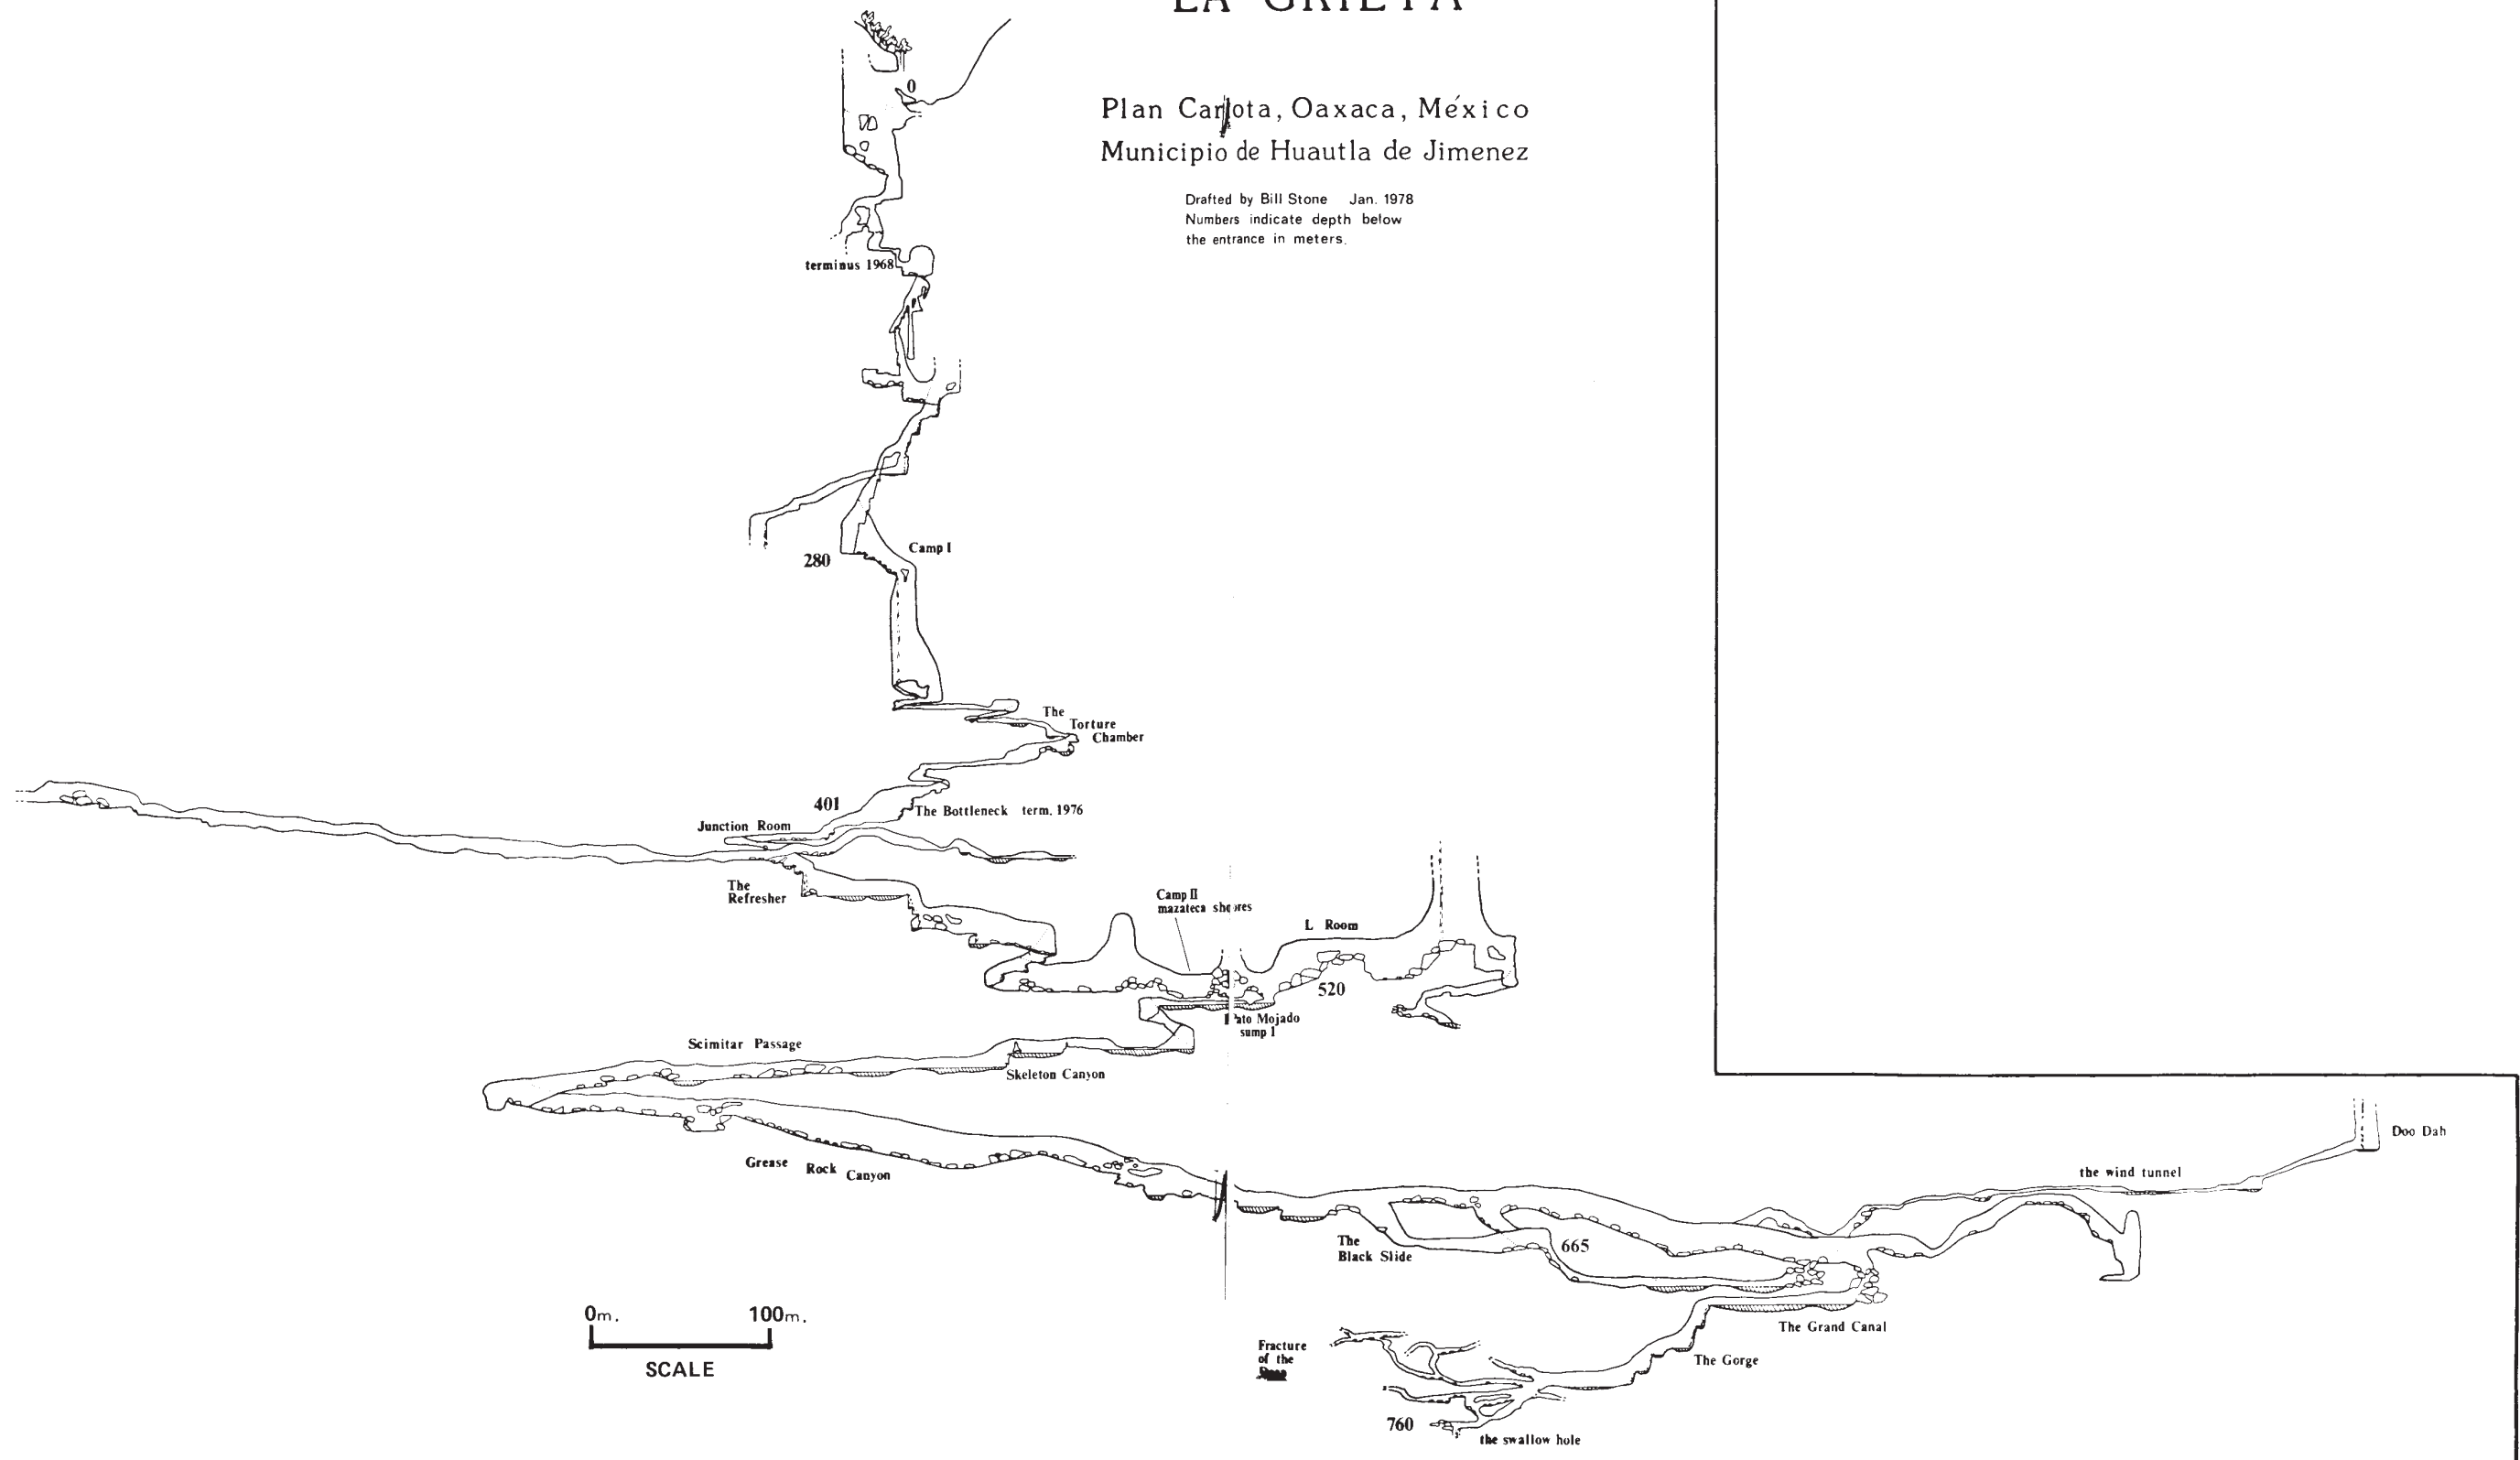 LA GRIETA
Plan Carlota, Oaxaca, México
Municipio de Huautla de Jimenez
Drafted by Bill Stone Jan. 1978
Numbers indicate depth below
the entrance in meters.
0
terminus 1968
280
Camp I
The
Torture
Chamber
401
The Bottleneck term. 1976
Junction Room
The
Refresher
Camp II
mazateca shores
L Room
520
Pato Mojado
sump 1
Scimitar Passage
Skeleton Canyon
Grease Rock Canyon
Doo Dah
the wind tunnel
The
Black Slide
665
The Grand Canal
The Gorge
Fracture
of the
760
the swallow hole
0m. 100m.
SCALE